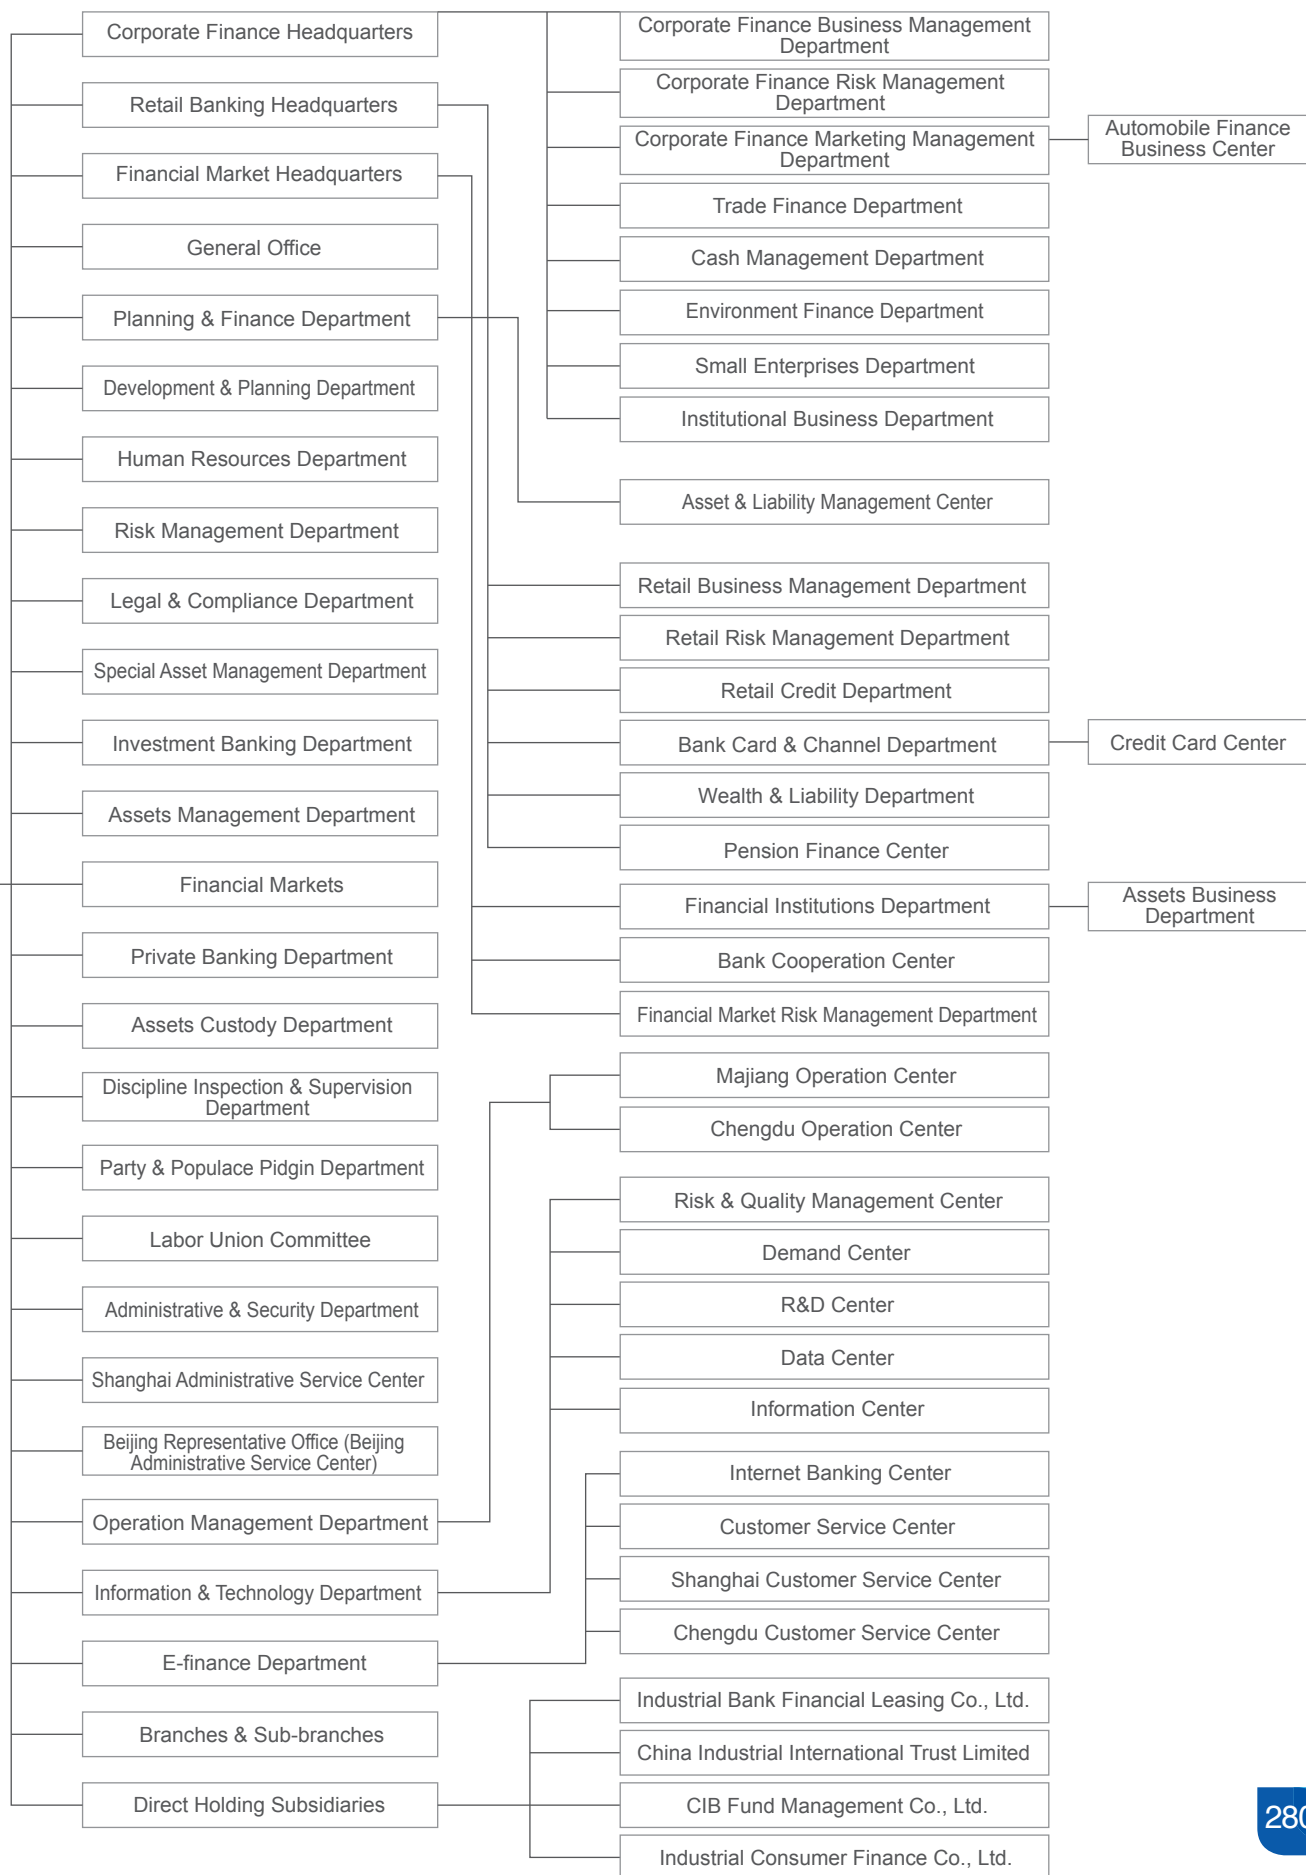 Corporate Finance Headquarters
Retail Banking Headquarters
Financial Market Headquarters
General Office
Planning & Finance Department
Development & Planning Department
Human Resources Department
Risk Management Department
Legal & Compliance Department
Special Asset Management Department
Investment Banking Department
Assets Management Department
Financial Markets
Private Banking Department
Assets Custody Department
Discipline Inspection & Supervision
Department
Party & Populace Pidgin Department
Labor Union Committee
Administrative & Security Department
Shanghai Administrative Service Center
Beijing Representative Office (Beijing
Administrative Service Center)
Operation Management Department
Information & Technology Department
E-finance Department
Branches & Sub-branches
Direct Holding Subsidiaries
Corporate Finance Business Management
Department
Corporate Finance Risk Management
Department
Corporate Finance Marketing Management
Department
Trade Finance Department
Cash Management Department
Environment Finance Department
Small Enterprises Department
Institutional Business Department
Asset & Liability Management Center
Retail Business Management Department
Retail Risk Management Department
Retail Credit Department
Bank Card & Channel Department
Wealth & Liability Department
Pension Finance Center
Financial Institutions Department
Bank Cooperation Center
Financial Market Risk Management Department
Majiang Operation Center
Chengdu Operation Center
Risk & Quality Management Center
Demand Center
R&D Center
Data Center
Information Center
Internet Banking Center
Customer Service Center
Shanghai Customer Service Center
Chengdu Customer Service Center
Industrial Bank Financial Leasing Co., Ltd.
China Industrial International Trust Limited
CIB Fund Management Co., Ltd.
Industrial Consumer Finance Co., Ltd.
Automobile Finance
Business Center
Credit Card Center
Assets Business
Department
280